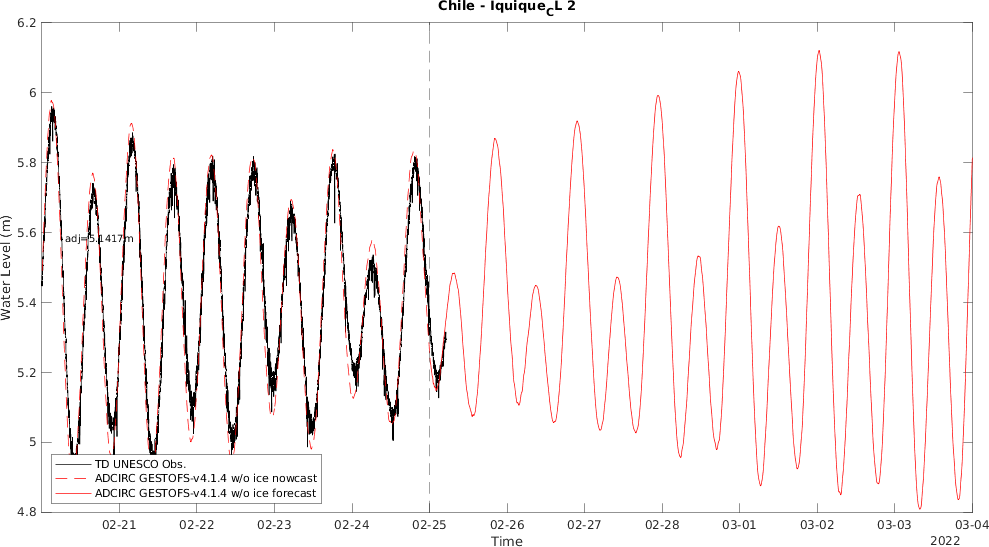 Chile - Iquique_CL 2
6.2
6
5.8
5.6
5.4
5.2
5
4.8
Water Level (m)
adj=5.1417m
TD UNESCO Obs.
ADCIRC GESTOFS-v4.1.4 w/o ice nowcast
ADCIRC GESTOFS-v4.1.4 w/o ice forecast
02-21 02-22 02-23 02-24 02-25 02-26 02-27 02-28 03-01 03-02 03-03 03-04
Time
2022